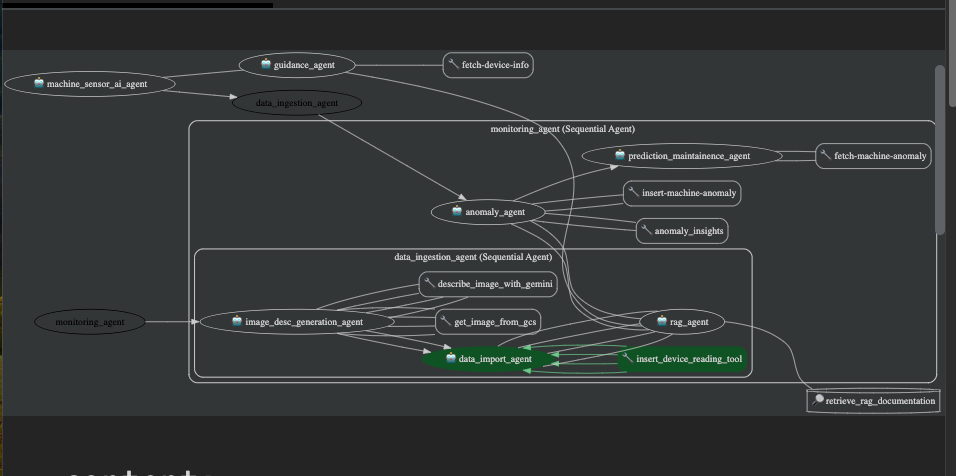 guidance_agent
fetch-device-info
machine_sensor_ai_agent
data_ingestion_agent
monitoring_agent (Sequential Agent)
prediction_maintainence_agent
fetch-machine-anomaly
insert-machine-anomaly
anomaly_agent
anomaly_insights
data_ingestion_agent (Sequential Agent)
describe_image_with_gemini
monitoring_agent
image_desc_generation_agent
get_image_from_gcs
rag_agent
data_import_agent
insert_device_reading_tool
retrieve_rag_documentation